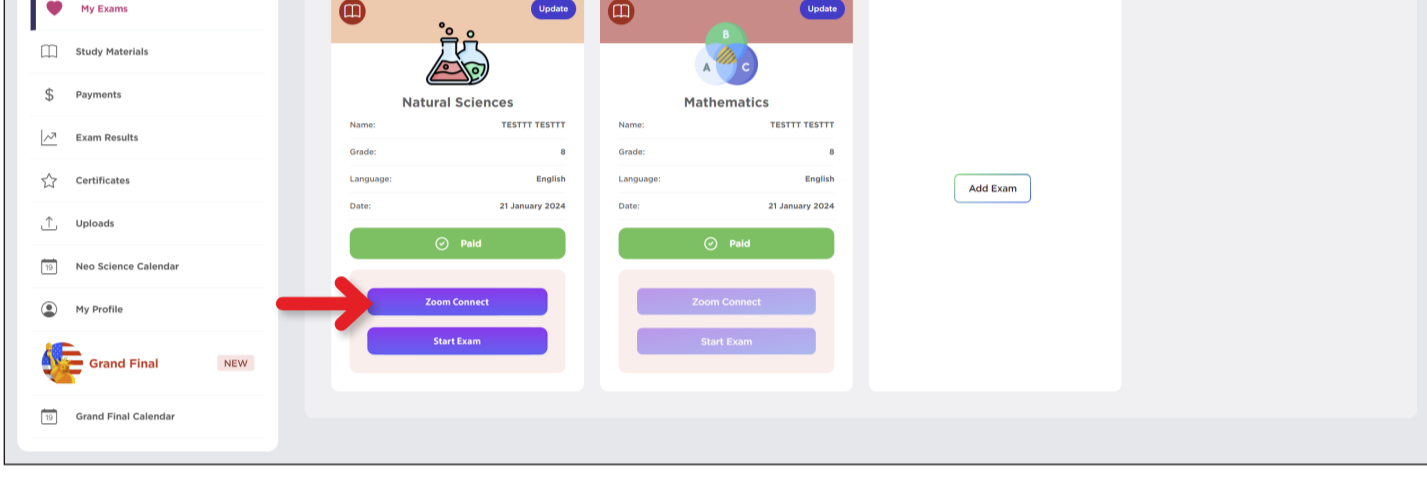 My Exams
Study Materials
$ Payments
Exam Results
Certificates
Uploads
19 Neo Science Calendar
My Profile
Grand Final NEW
19 Grand Final Calendar
Update
Natural Sciences
Name: TESTTT TESTTT
Grade: 8
Language: English
Date: 21 January 2024
Paid
Zoom Connect
Start Exam
Update
B
A C
Mathematics
Name: TESTTT TESTTT
Grade: 8
Language: English
Date: 21 January 2024
Paid
Zoom Connect
Start Exam
Add Exam